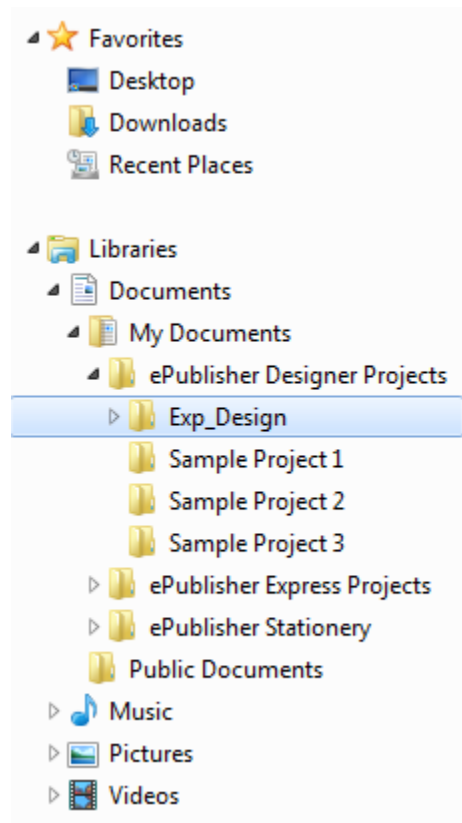 Favorites
Desktop
Downloads
Recent Places
Libraries
Documents
My Documents
ePublisher Designer Projects
Exp_Design
Sample Project 1
Sample Project 2
Sample Project 3
ePublisher Express Projects
ePublisher Stationery
Public Documents
Music
Pictures
Videos